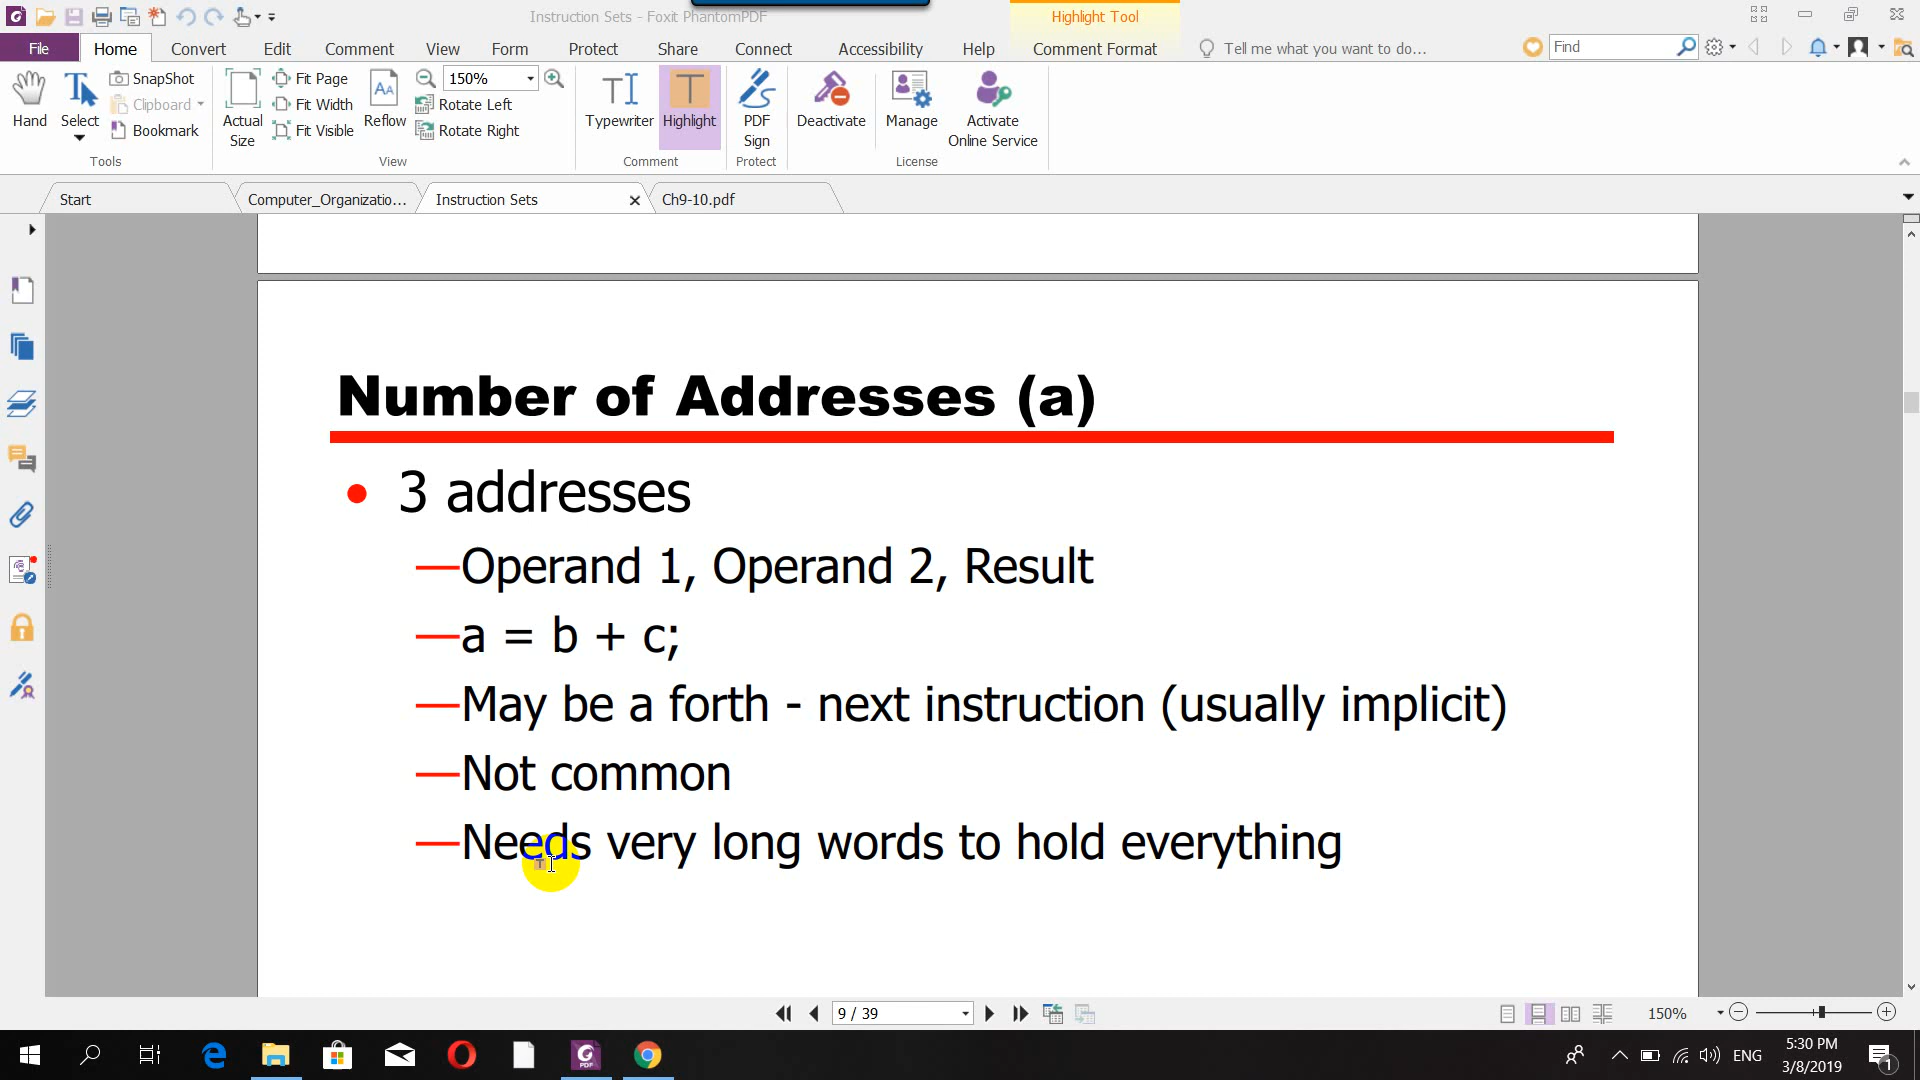 Instruction Sets - Foxit PhantomPDF
Highlight Tool
File Home Convert Edit Comment View Form Protect Share Connect Accessibility Help Comment Format Tell me what you want to do... Find
Hand
Select
SnapShot
Clipboard
Bookmark
Tools
Actual Size
Fit Page
Fit Width
Fit Visible
Reflow
150%
Rotate Left
Rotate Right
View
Typewriter
Highlight
Comment
PDF Sign
Protect
Deactivate
Manage
Activate
Online Service
License
Start Computer_Organizatio... Instruction Sets Ch9-10.pdf
Number of Addresses (a)
• 3 addresses
—Operand 1, Operand 2, Result
—a = b + c;
—May be a forth - next instruction (usually implicit)
—Not common
—Needs very long words to hold everything
9 / 39
150%
ENG
5:30 PM
3/8/2019
1